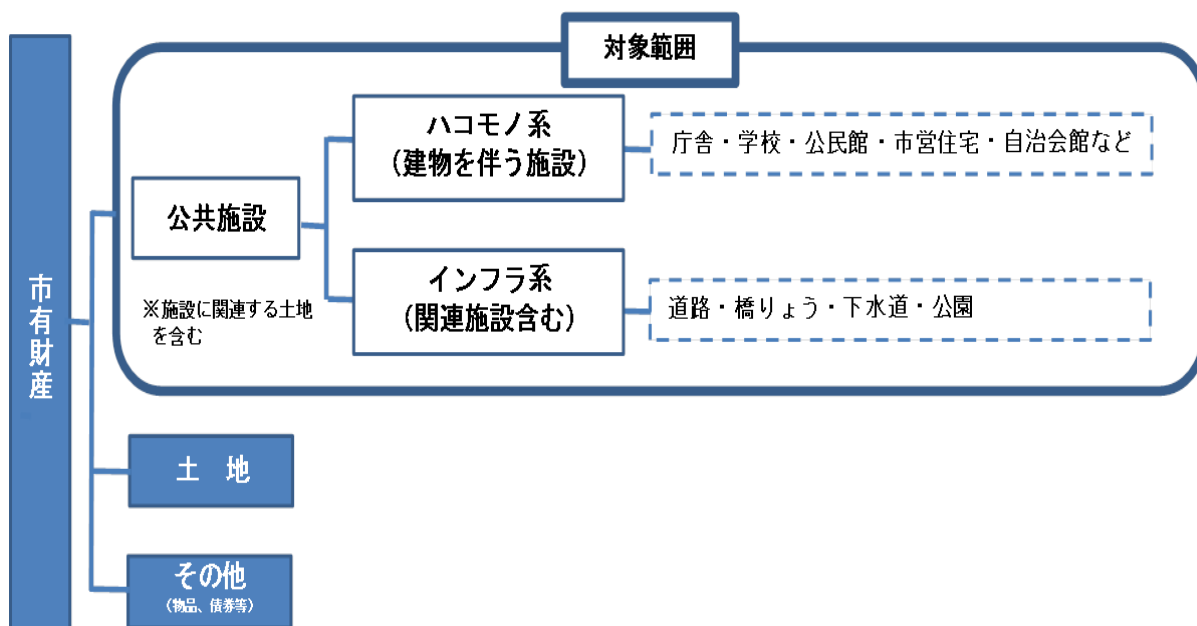 対象範囲
市有財産
公共施設
※施設に関連する土地
を含む
ハコモノ系
(建物を伴う施設)
庁舎・学校・公民館・市営住宅・自治会館など
インフラ系
(関連施設含む)
道路・橋りょう・下水道・公園
土 地
その他
(物品、債券等)